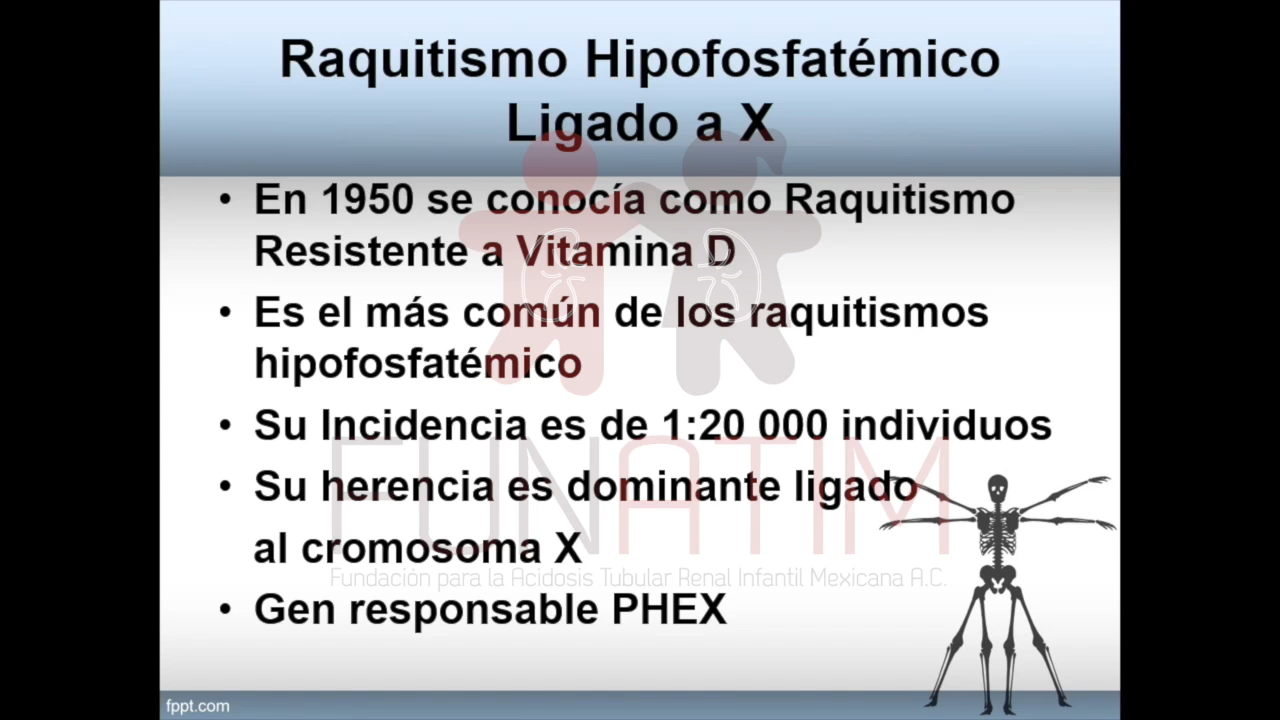 Raquitismo Hipofosfatémico
Ligado a X
• En 1950 se conocía como Raquitismo
Resistente a Vitamina D
• Es el más común de los raquitismos
hipofosfatémico
• Su Incidencia es de 1:20 000 individuos
• Su herencia es dominante ligado
al cromosoma X
• Gen responsable PHEX
FUNATIM
Fundación para la Acidosis Tubular Renal Infantil Mexicana A.C.
fppt.com